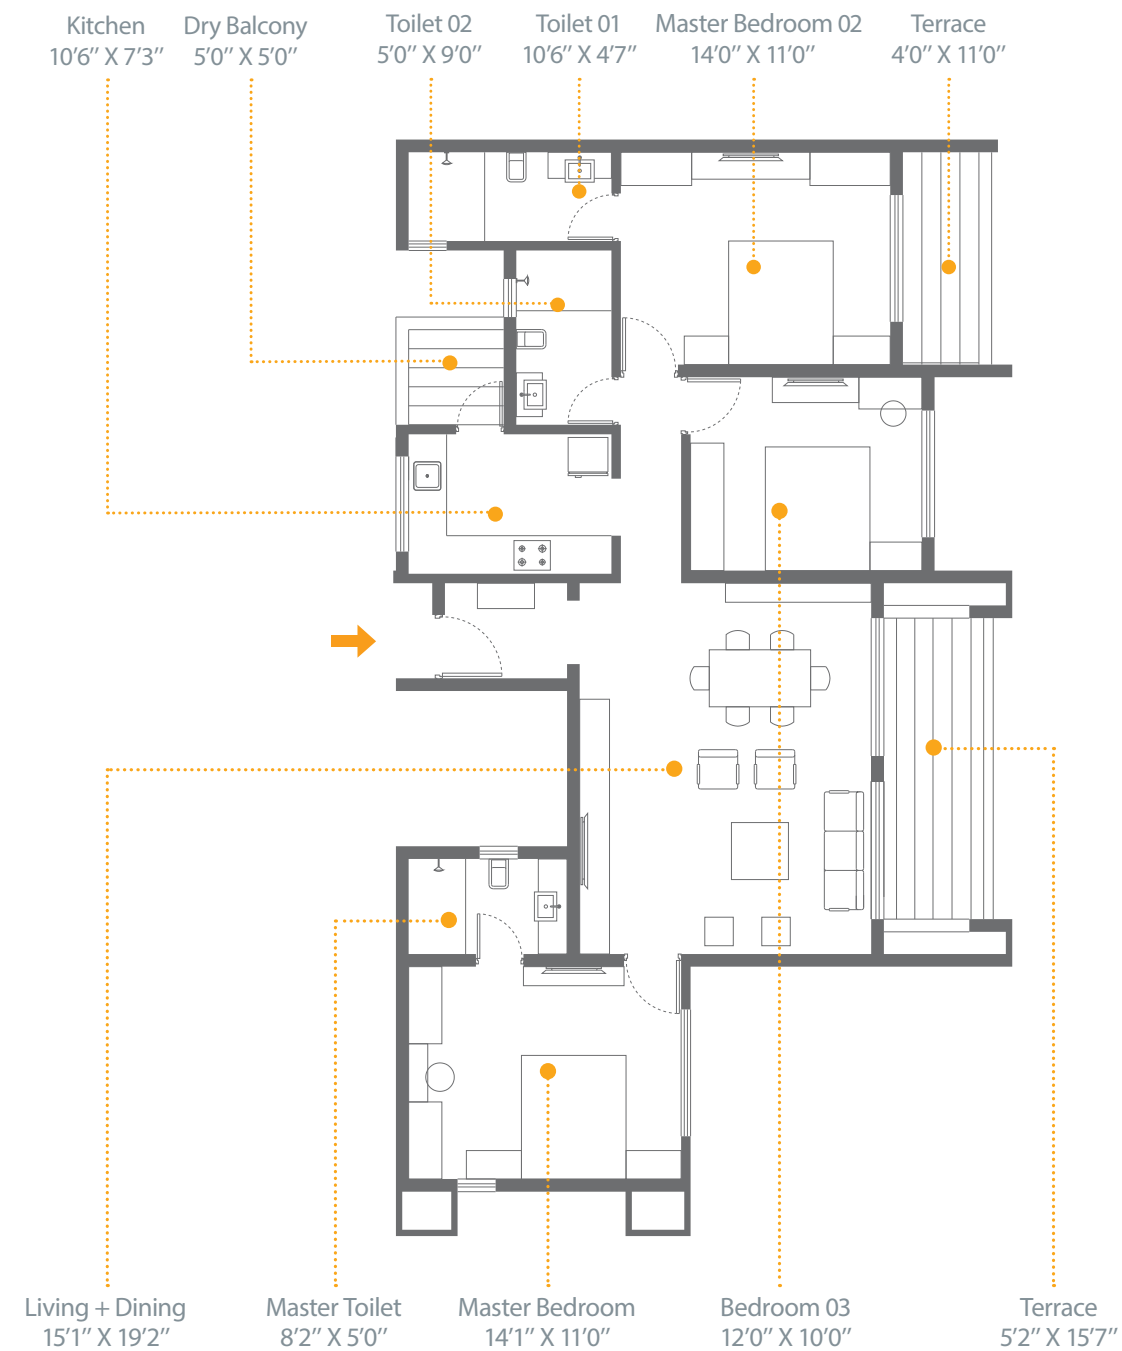 Kitchen
10’6’’ X 7’3’’
Dry Balcony
5’0’’ X 5’0’’
Toilet 02
5’0’’ X 9’0’’
Toilet 01
10’6’’ X 4’7’’
Master Bedroom 02
14’0’’ X 11’0’’
Terrace
4’0’’ X 11’0’’
Living + Dining
15’1’’ X 19’2’’
Master Toilet
8’2’’ X 5’0’’
Master Bedroom
14’1’’ X 11’0’’
Bedroom 03
12’0’’ X 10’0’’
Terrace
5’2’’ X 15’7’’